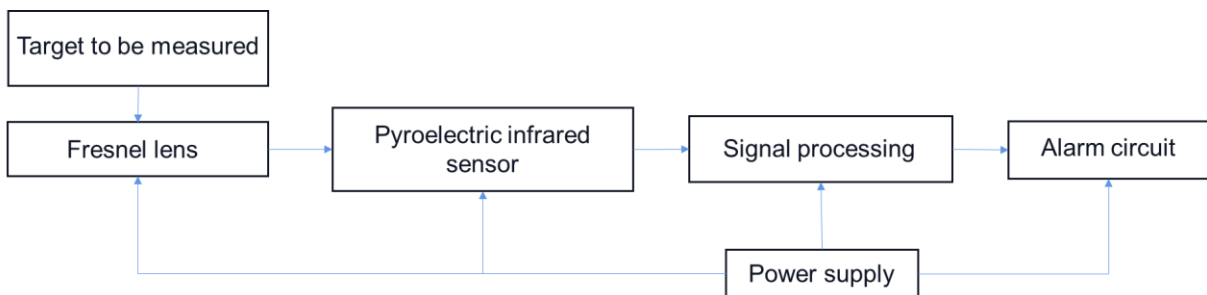 Target to be measured
Fresnel lens
Pyroelectric infrared
sensor
Signal processing
Alarm circuit
Power supply